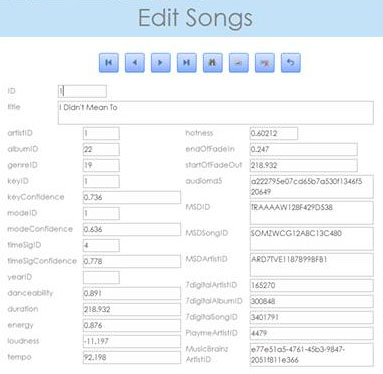 Edit Songs
ID 1
title I Didn't Mean To
artistID 1
albumID 22
genreID 19
keyID 1
keyConfidence 0.736
modeID 1
modeConfidence 0.636
timeSigID 4
timeSigConfidence 0.778
yearID
danceability 0.891
duration 218.932
energy 0.876
loudness -11.197
tempo 92.198
hotness 0.60212
endOfFadeIn 0.247
startOfFadeOut 218.932
audiomd5 a222795e07cd65b7a530f1346f5
20649
MSDID TRAAAAW128F429D538
MSDSongID SOMZWCG12A8C13C480
MSDArtistID ARD7TVE1187B99BFB1
7digitalArtistID 165270
7digitalAlbumID 300848
7digitalSongID 3401791
PlaymeArtistID 4479
MusicBrainz e77e51a5-4761-45b3-9847-
ArtistID 2051f811e366